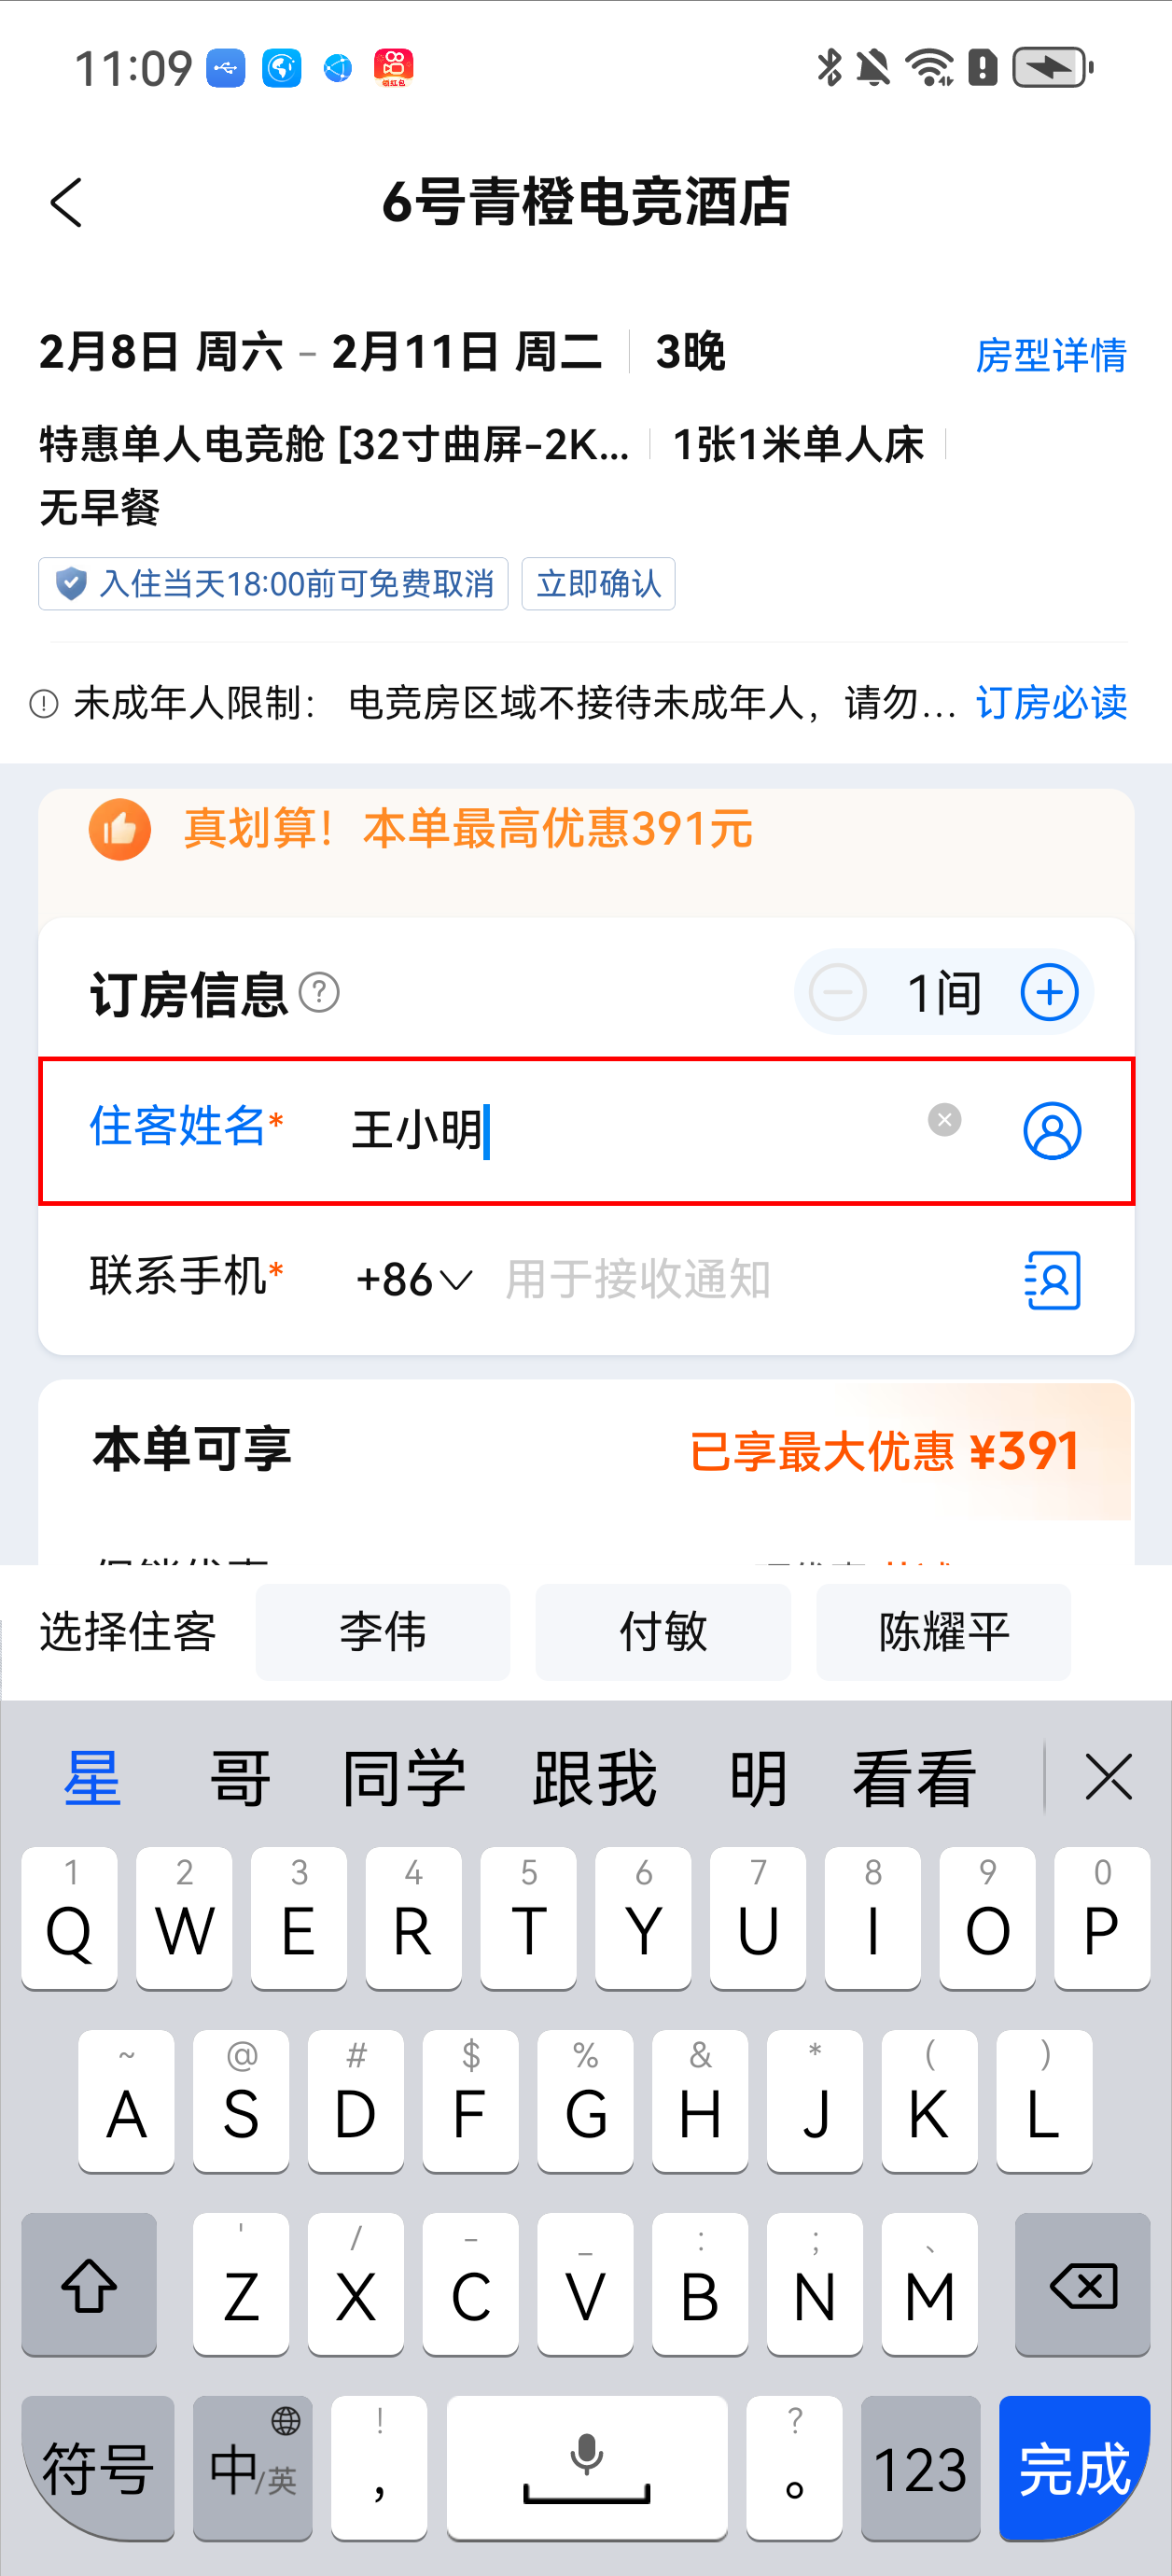 11:09
领红包
6号青橙电竞酒店
2月8日 周六 - 2月11日 周二 3晚 房型详情
特惠单人电竞舱 [32寸曲屏-2K... 1张1米单人床
无早餐
入住当天18:00前可免费取消 立即确认
未成年人限制： 电竞房区域不接待未成年人，请勿... 订房必读
真划算！本单最高优惠391元
订房信息 ? 1间
住客姓名* 王小明
联系手机* +86 用于接收通知
本单可享 已享最大优惠 ¥391
选择住客 李伟 付敏 陈耀平
星 哥 同学 跟我 明 看看
1 2 3 4 5 6 7 8 9 0
Q W E R T Y U I O P
~ @ # $ % & * ( )
A S D F G H J K L
' / - _ : ; 、
Z X C V B N M
! ?
符号 中/英 ， 。 123 完成